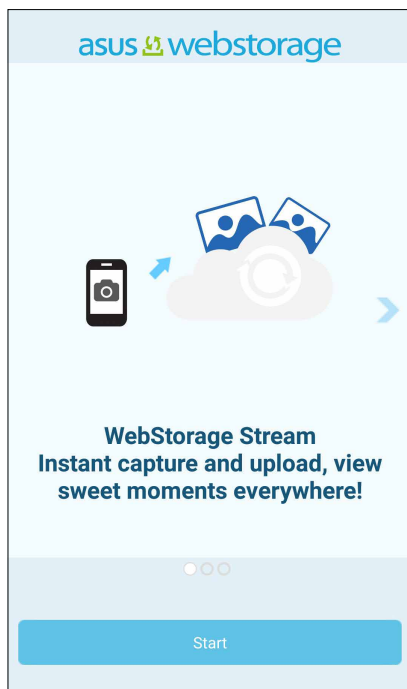 asus webstorage
WebStorage Stream
Instant capture and upload, view
sweet moments everywhere!
Start